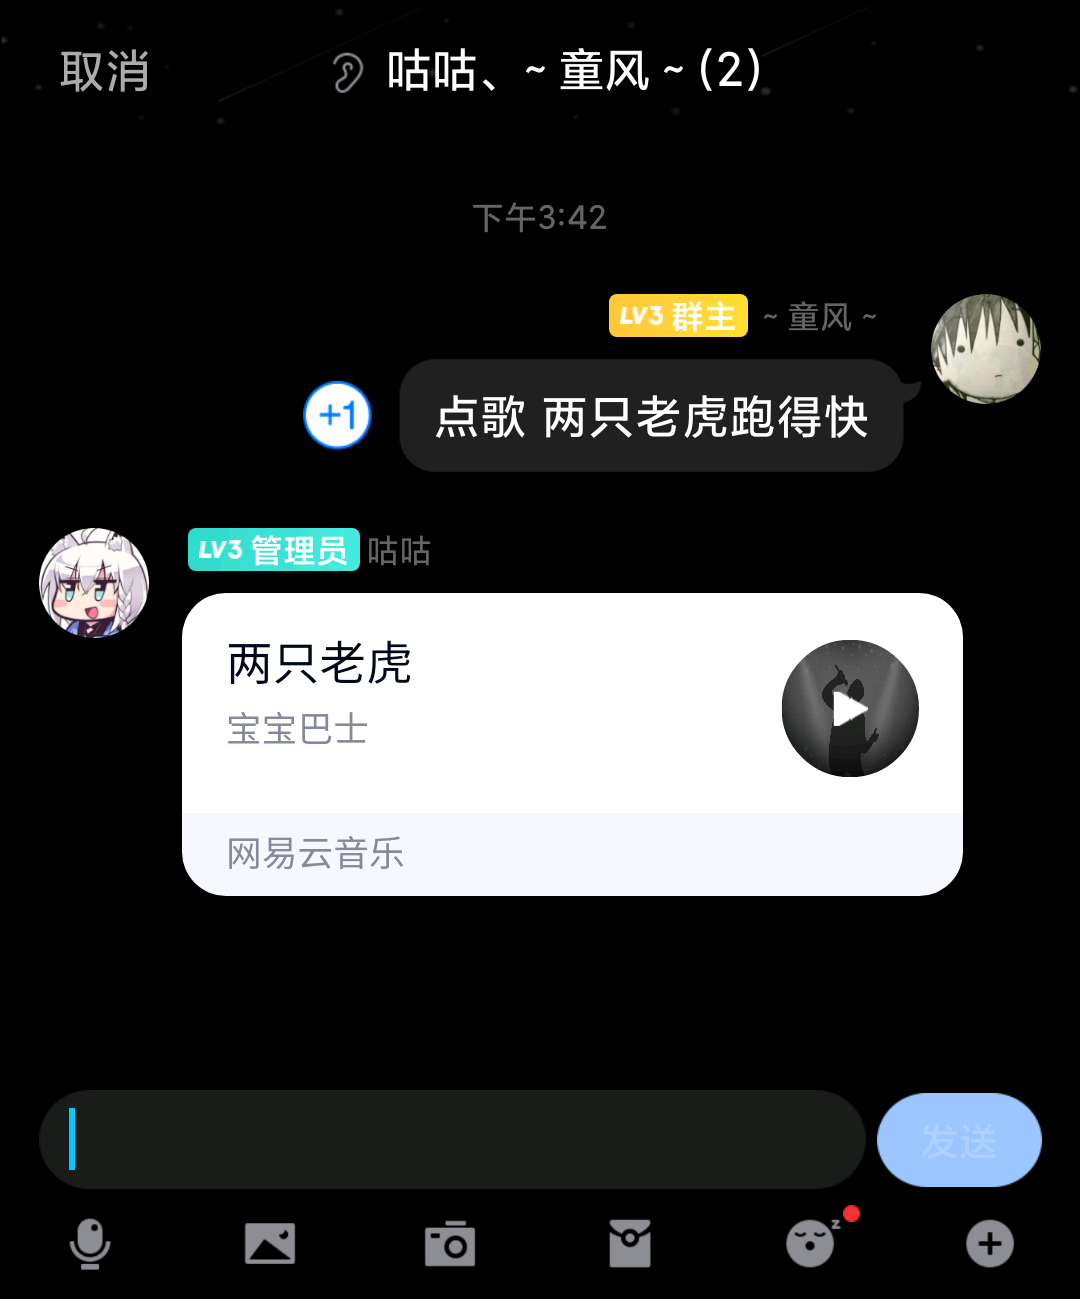 取消
咕咕、~ 童风 ~ (2)
下午3:42
LV3 群主 ~ 童风 ~
+1
点歌 两只老虎跑得快
LV3 管理员 咕咕
两只老虎
宝宝巴士
网易云音乐
发送
z